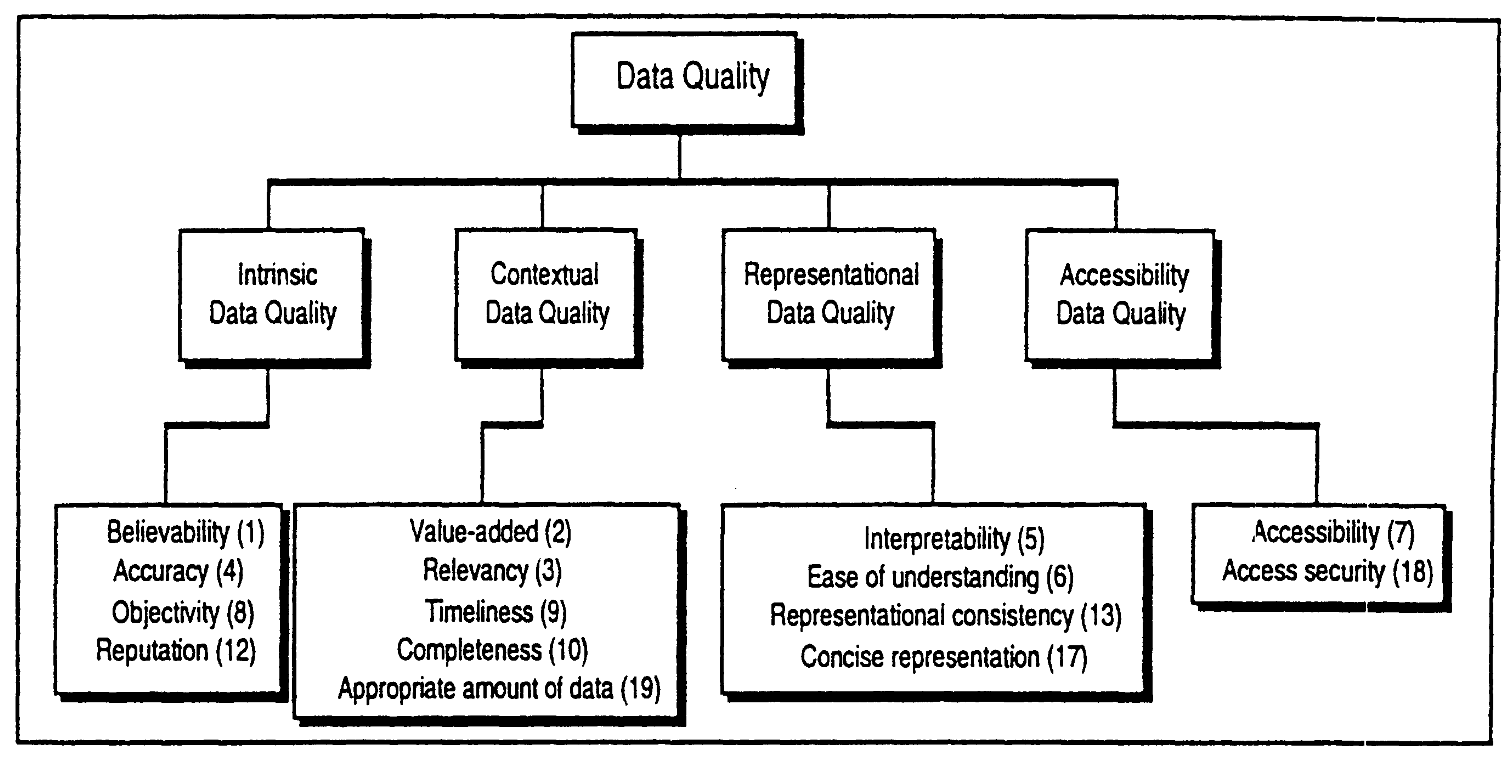 Data Quality
Intrinsic
Data Quality
Contextual
Data Quality
Representational
Data Quality
Accessibility
Data Quality
Believability (1)
Accuracy (4)
Objectivity (8)
Reputation (12)
Value-added (2)
Relevancy (3)
Timeliness (9)
Completeness (10)
Appropriate amount of data (19)
Interpretability (5)
Ease of understanding (6)
Representational consistency (13)
Concise representation (17)
Accessibility (7)
Access security (18)